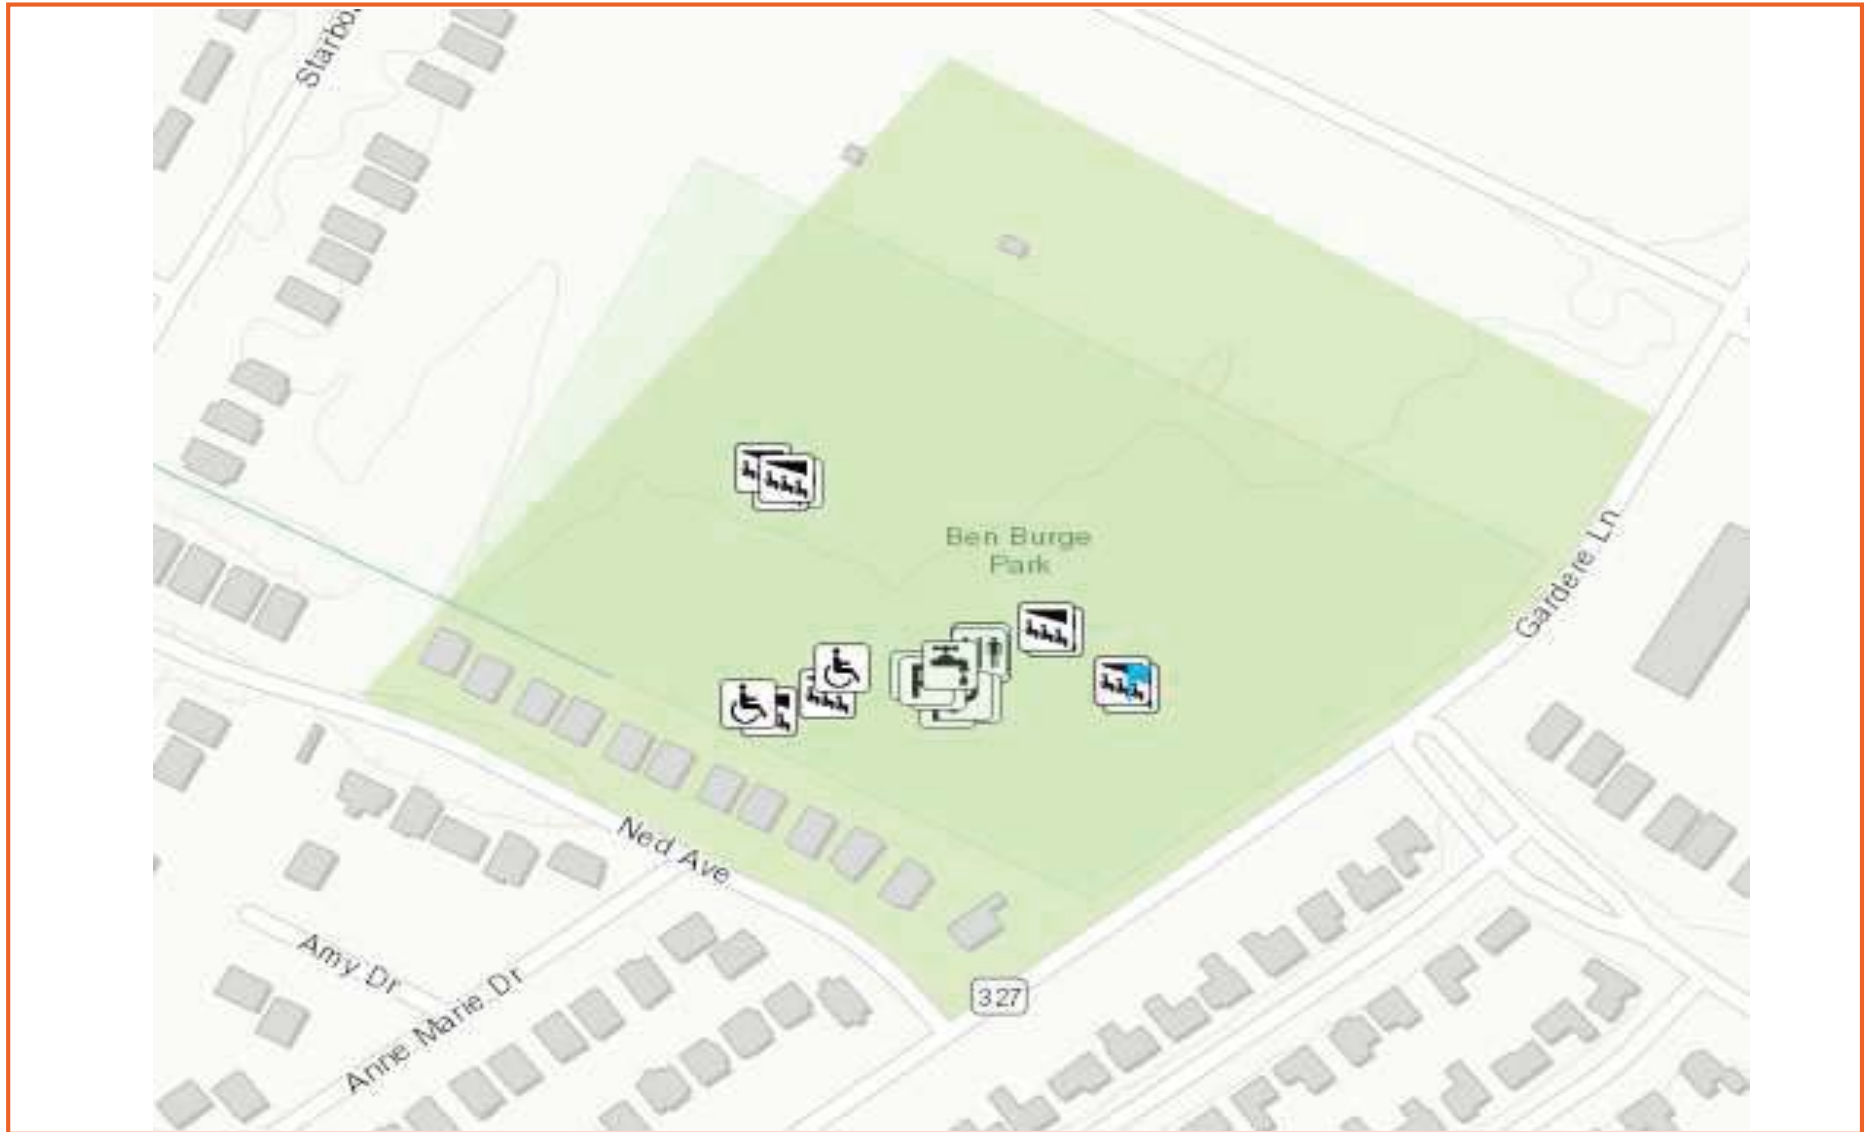 Starbo
Ben Burge
Park
Gardere Ln
Ned Ave
327
Amy Dr
Anne Marie Dr